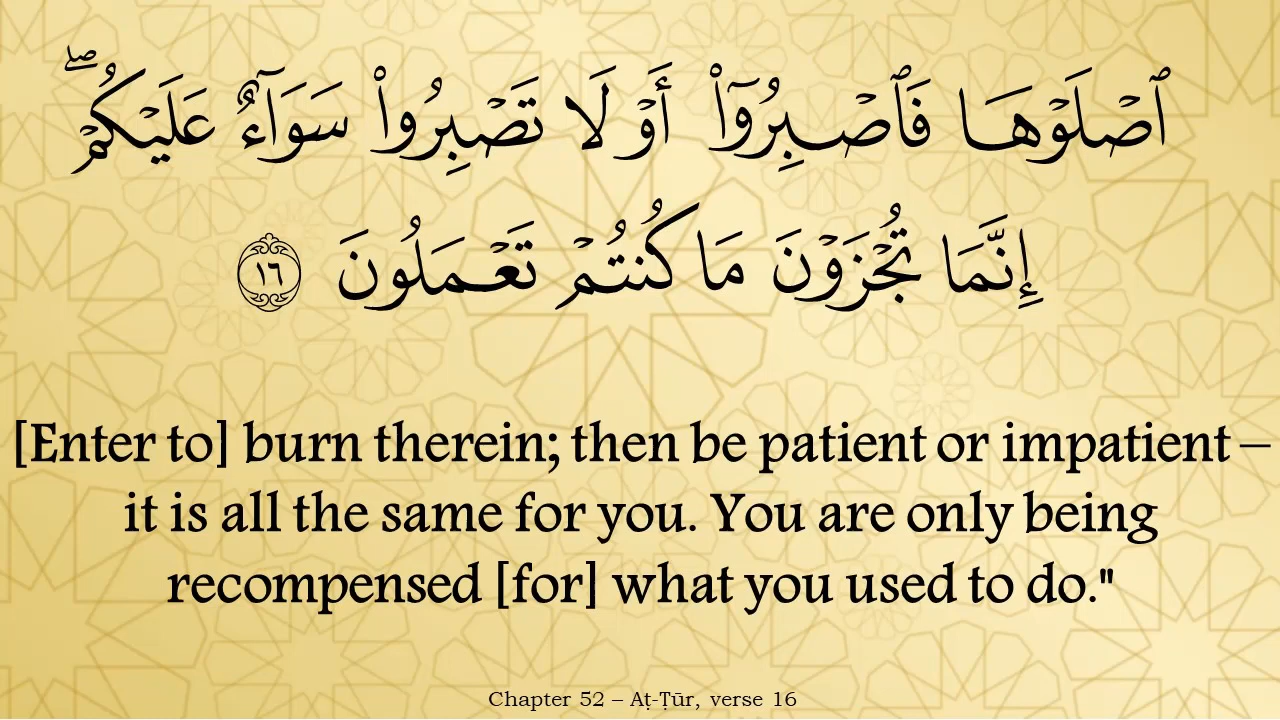 ٱصْلَوْهَا فَٱصْبِرُوٓا۟ أَوْ لَا تَصْبِرُوا۟ سَوَآءٌ عَلَيْكُمْ ۖ
إِنَّمَا تُجْزَوْنَ مَا كُنتُمْ تَعْمَلُونَ ١٦
[Enter to] burn therein; then be patient or impatient –
it is all the same for you. You are only being
recompensed [for] what you used to do."
Chapter 52 – Aṭ-Ṭūr, verse 16